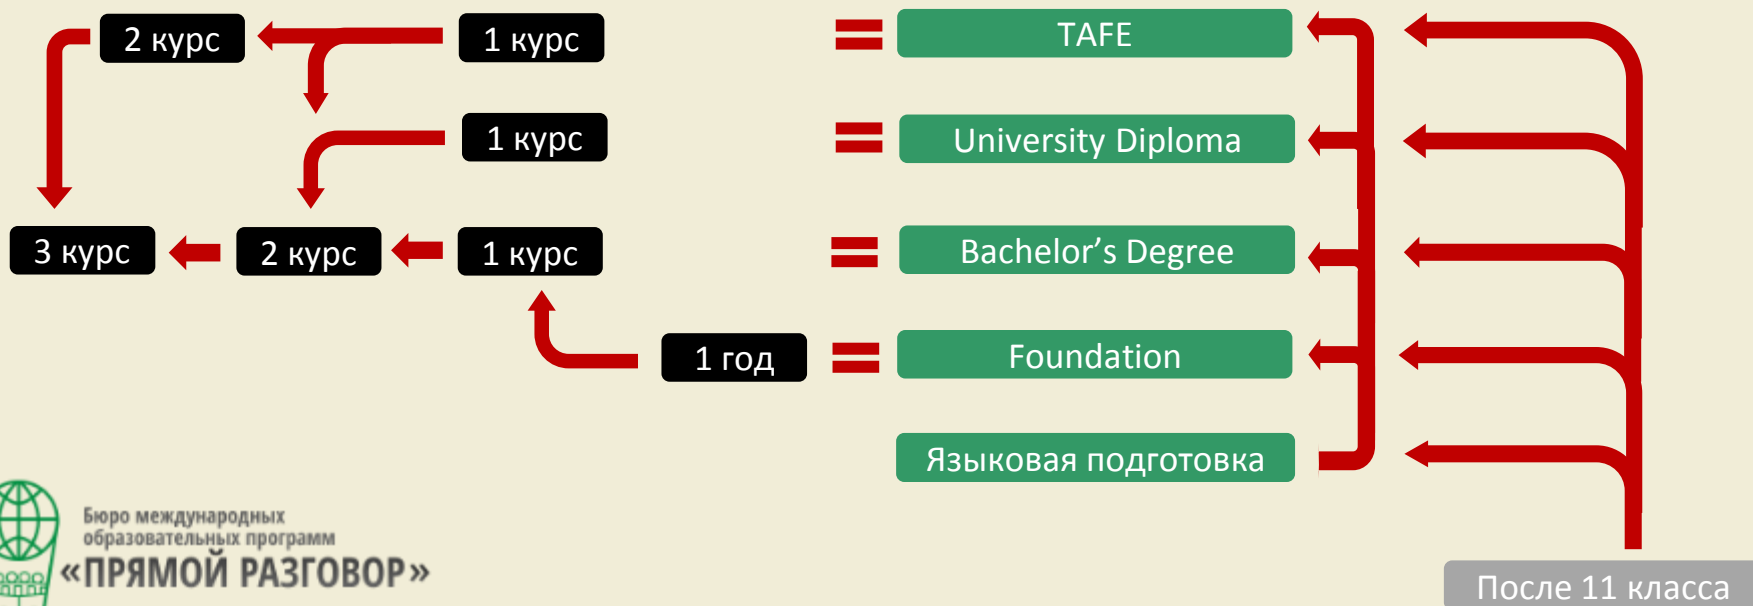 2 курс
1 курс
TAFE
1 курс
University Diploma
3 курс
2 курс
1 курс
Bachelor’s Degree
1 год
Foundation
Языковая подготовка
Бюро международных
образовательных программ
«ПРЯМОЙ РАЗГОВОР»
После 11 класса